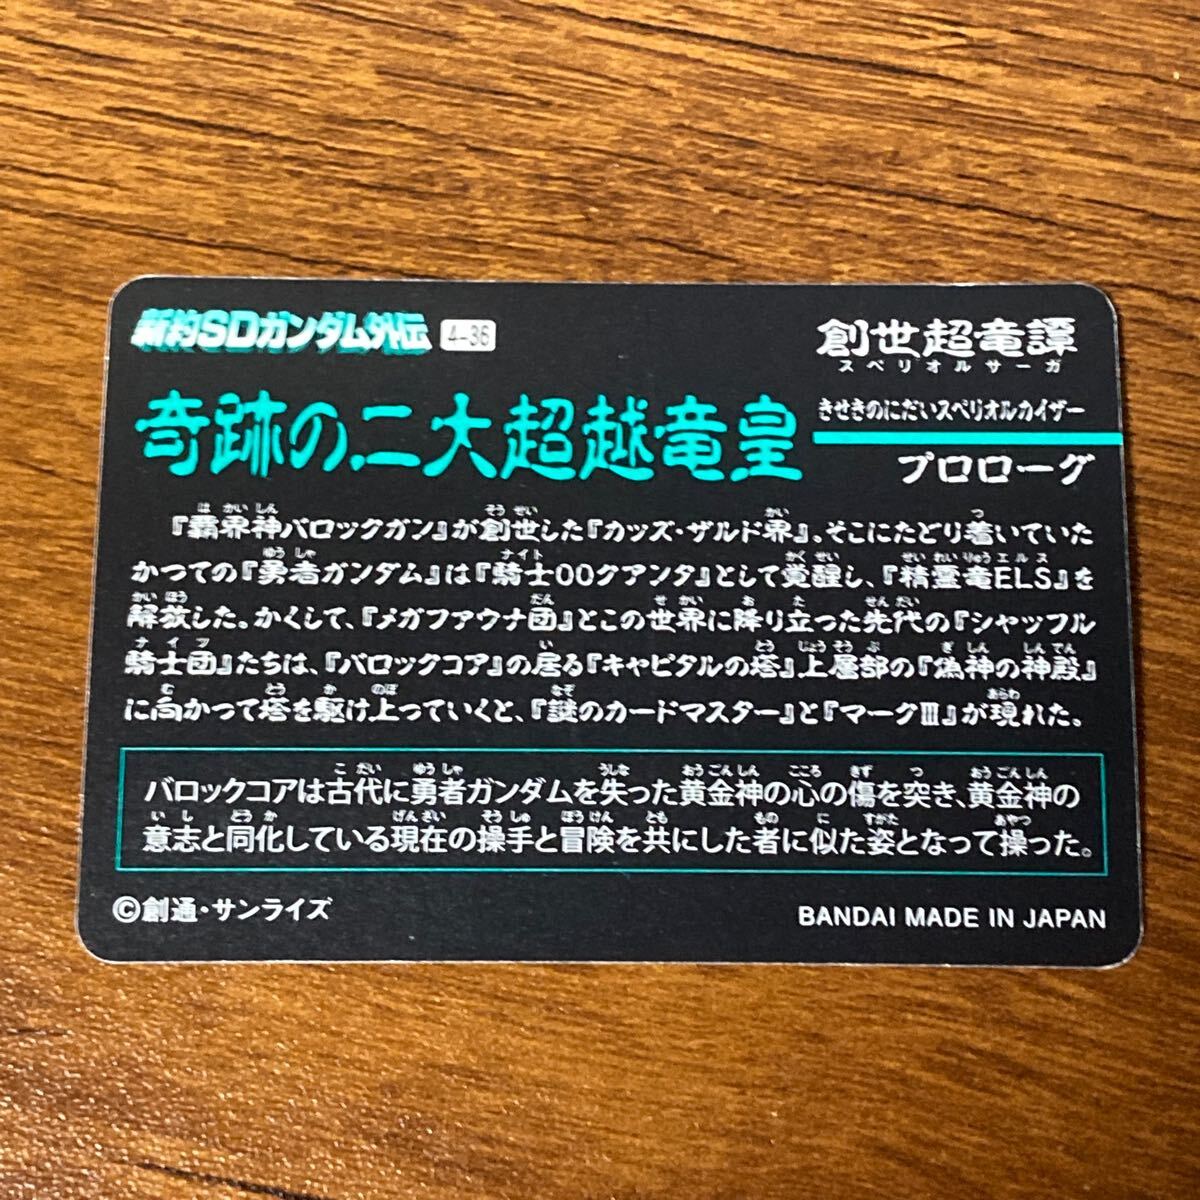 新約SDガンダム外伝 4-36
創世超竜譚
スペリオルサーガ
奇跡の二大超越竜皇
きせきのにだいスペリオルカイザー
プロローグ
『覇界神バロックガン』が創世した『カッズ・ザルド界』。そこにたどり着いていた
かつての『勇者ガンダム』は『騎士00クアンタ』として覚醒し、『精霊竜ELS』を
解放した。かくして、『メガファウナ団』とこの世界に降り立った先代の『シャッフル
騎士団』たちは、『バロックコア』の居る『キャピタルの塔』上層部の『偽神の神殿』
に向かって塔を駆け上っていくと、『謎のカードマスター』と『マークⅢ』が現れた。
バロックコアは古代に勇者ガンダムを失った黄金神の心の傷を突き、黄金神の
意志と同化している現在の操手と冒険を共にした者に似た姿となって操った。
©創通・サンライズ
BANDAI MADE IN JAPAN